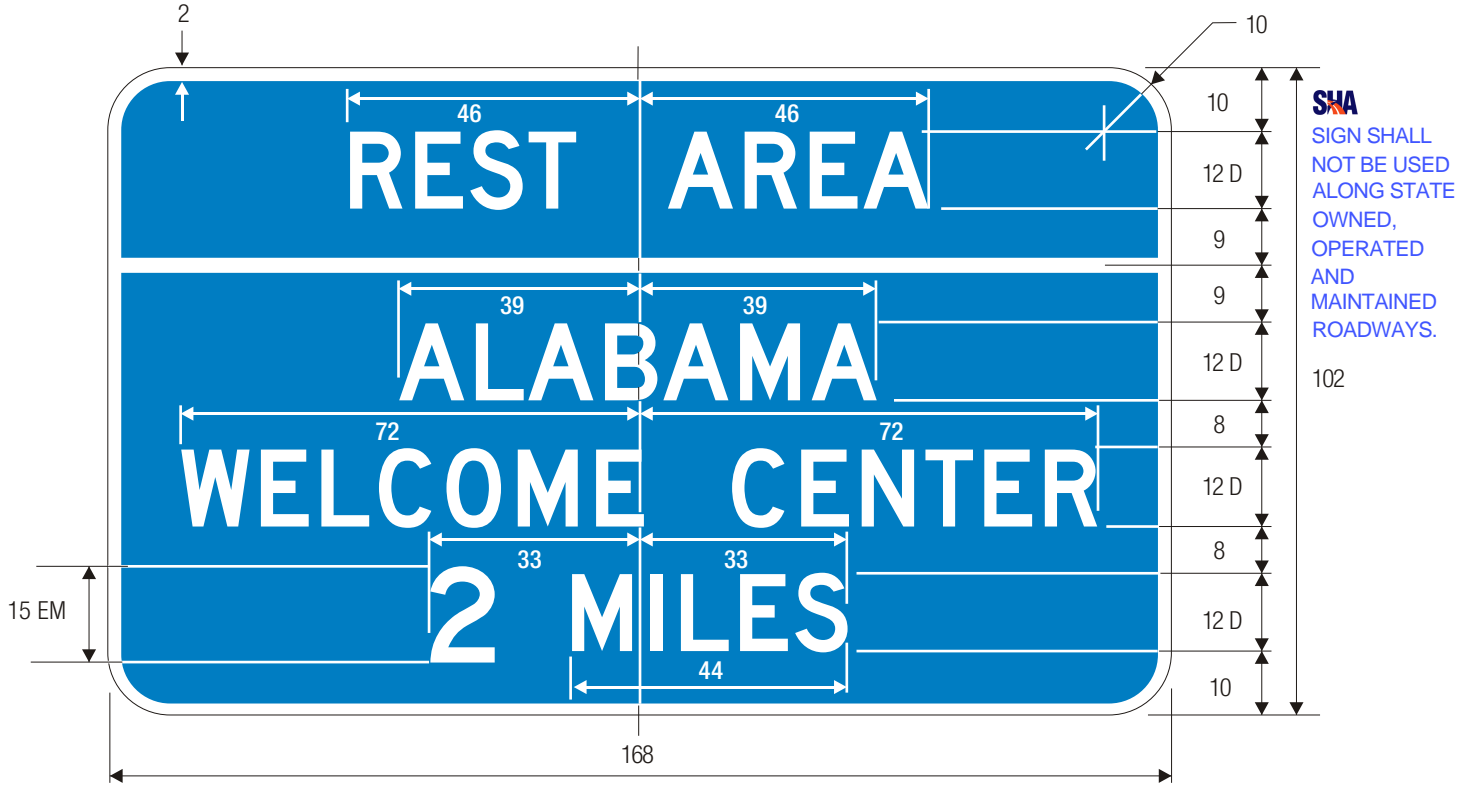 2
10
46 46
REST AREA
39 39
ALABAMA
72 72
WELCOME CENTER
33 33
2 MILES
44
15 EM
168
10
12 D
9
9
12 D
8
12 D
8
12 D
10
102
SHA
SIGN SHALL
NOT BE USED
ALONG STATE
OWNED,
OPERATED
AND
MAINTAINED
ROADWAYS.